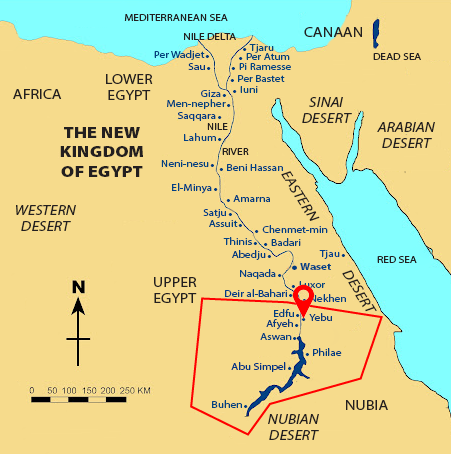 MEDITERRANEAN SEA
CANAAN
NILE DELTA
DEAD SEA
Per Wadjet
Tjaru
Per Atum
Sau
Pi Ramesse
LOWER
EGYPT
Per Bastet
AFRICA
Giza
Iuni
Men-nepher
SINAI
DESERT
Saqqara
ARABIAN
DESERT
THE NEW
KINGDOM
OF EGYPT
NILE
Lahum
RIVER
Neni-nesu
Beni Hassan
EASTERN
DESERT
El-Minya
Amarna
WESTERN
DESERT
Satju
Assuit
Chenmet-min
Thinis
Badari
Abedju
Tjau
RED SEA
Waset
Naqada
N
UPPER
EGYPT
Luxor
Deir al-Bahari
Nekhen
Edfu
Yebu
Afyeh
Aswan
Philae
Abu Simpel
0 50 100 150 200 250 KM
Buhen
NUBIA
NUBIAN
DESERT